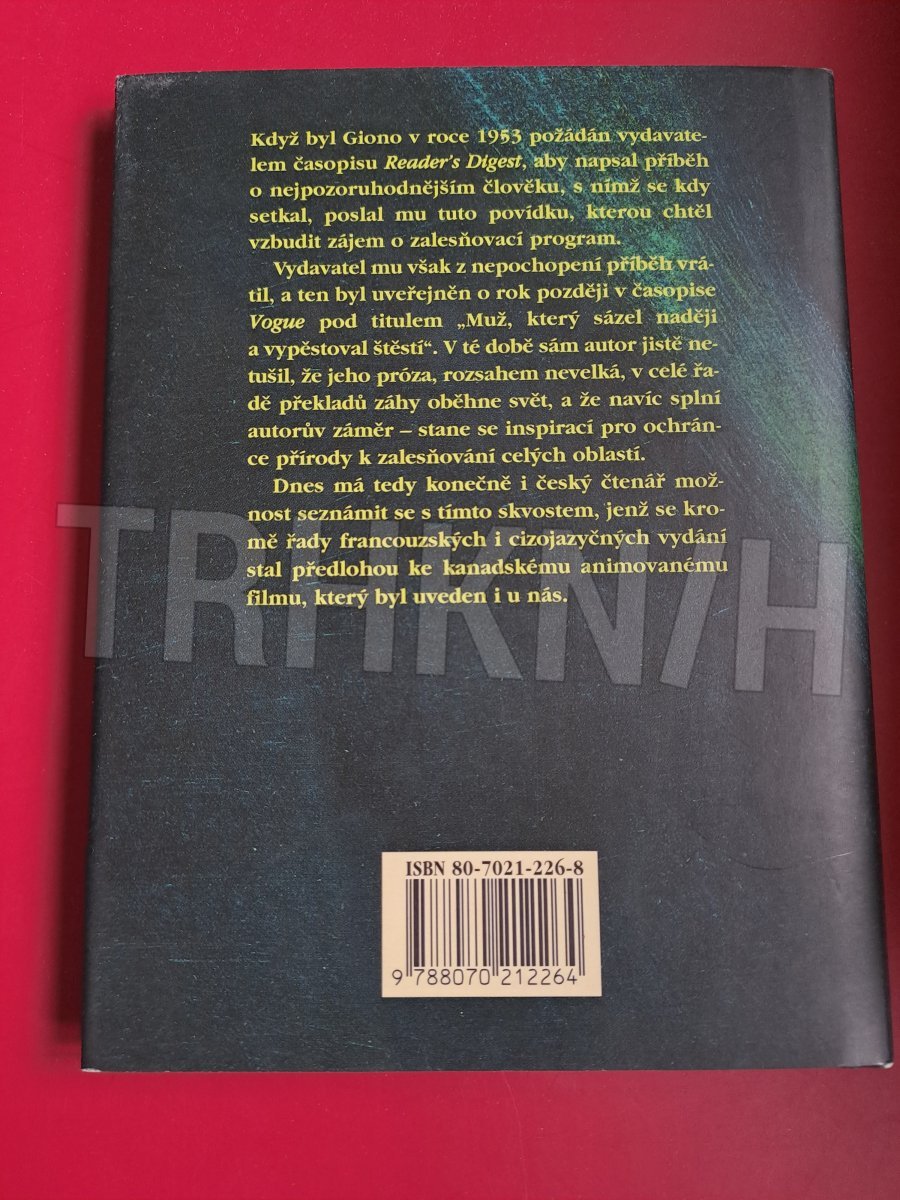 Když byl Giono v roce 1953 požádán vydavate-
lem časopisu Reader's Digest, aby napsal příběh
o nejpozoruhodnějším člověku, s nímž se kdy
setkal, poslal mu tuto povídku, kterou chtěl
vzbudit zájem o zalesňovací program.
Vydavatel mu však z nepochopení příběh vrá-
til, a ten byl uveřejněn o rok později v časopise
Vogue pod titulem „Muž, který sázel naději
a vypěstoval štěstí“. V té době sám autor jistě ne-
tušil, že jeho próza, rozsahem nevelká, v celé řa-
dě překladů záhy oběhne svět, a že navíc splní
autorův záměr – stane se inspirací pro ochrán-
ce přírody k zalesňování celých oblastí.
Dnes má tedy konečně i český čtenář mož-
nost seznámit se s tímto skvostem, jenž se kro-
mě řady francouzských i cizojazyčných vydání
stal předlohou ke kanadskému animovanému
filmu, který byl uveden i u nás.
TRHKNIH
ISBN 80-7021-226-8
9 788070 212264